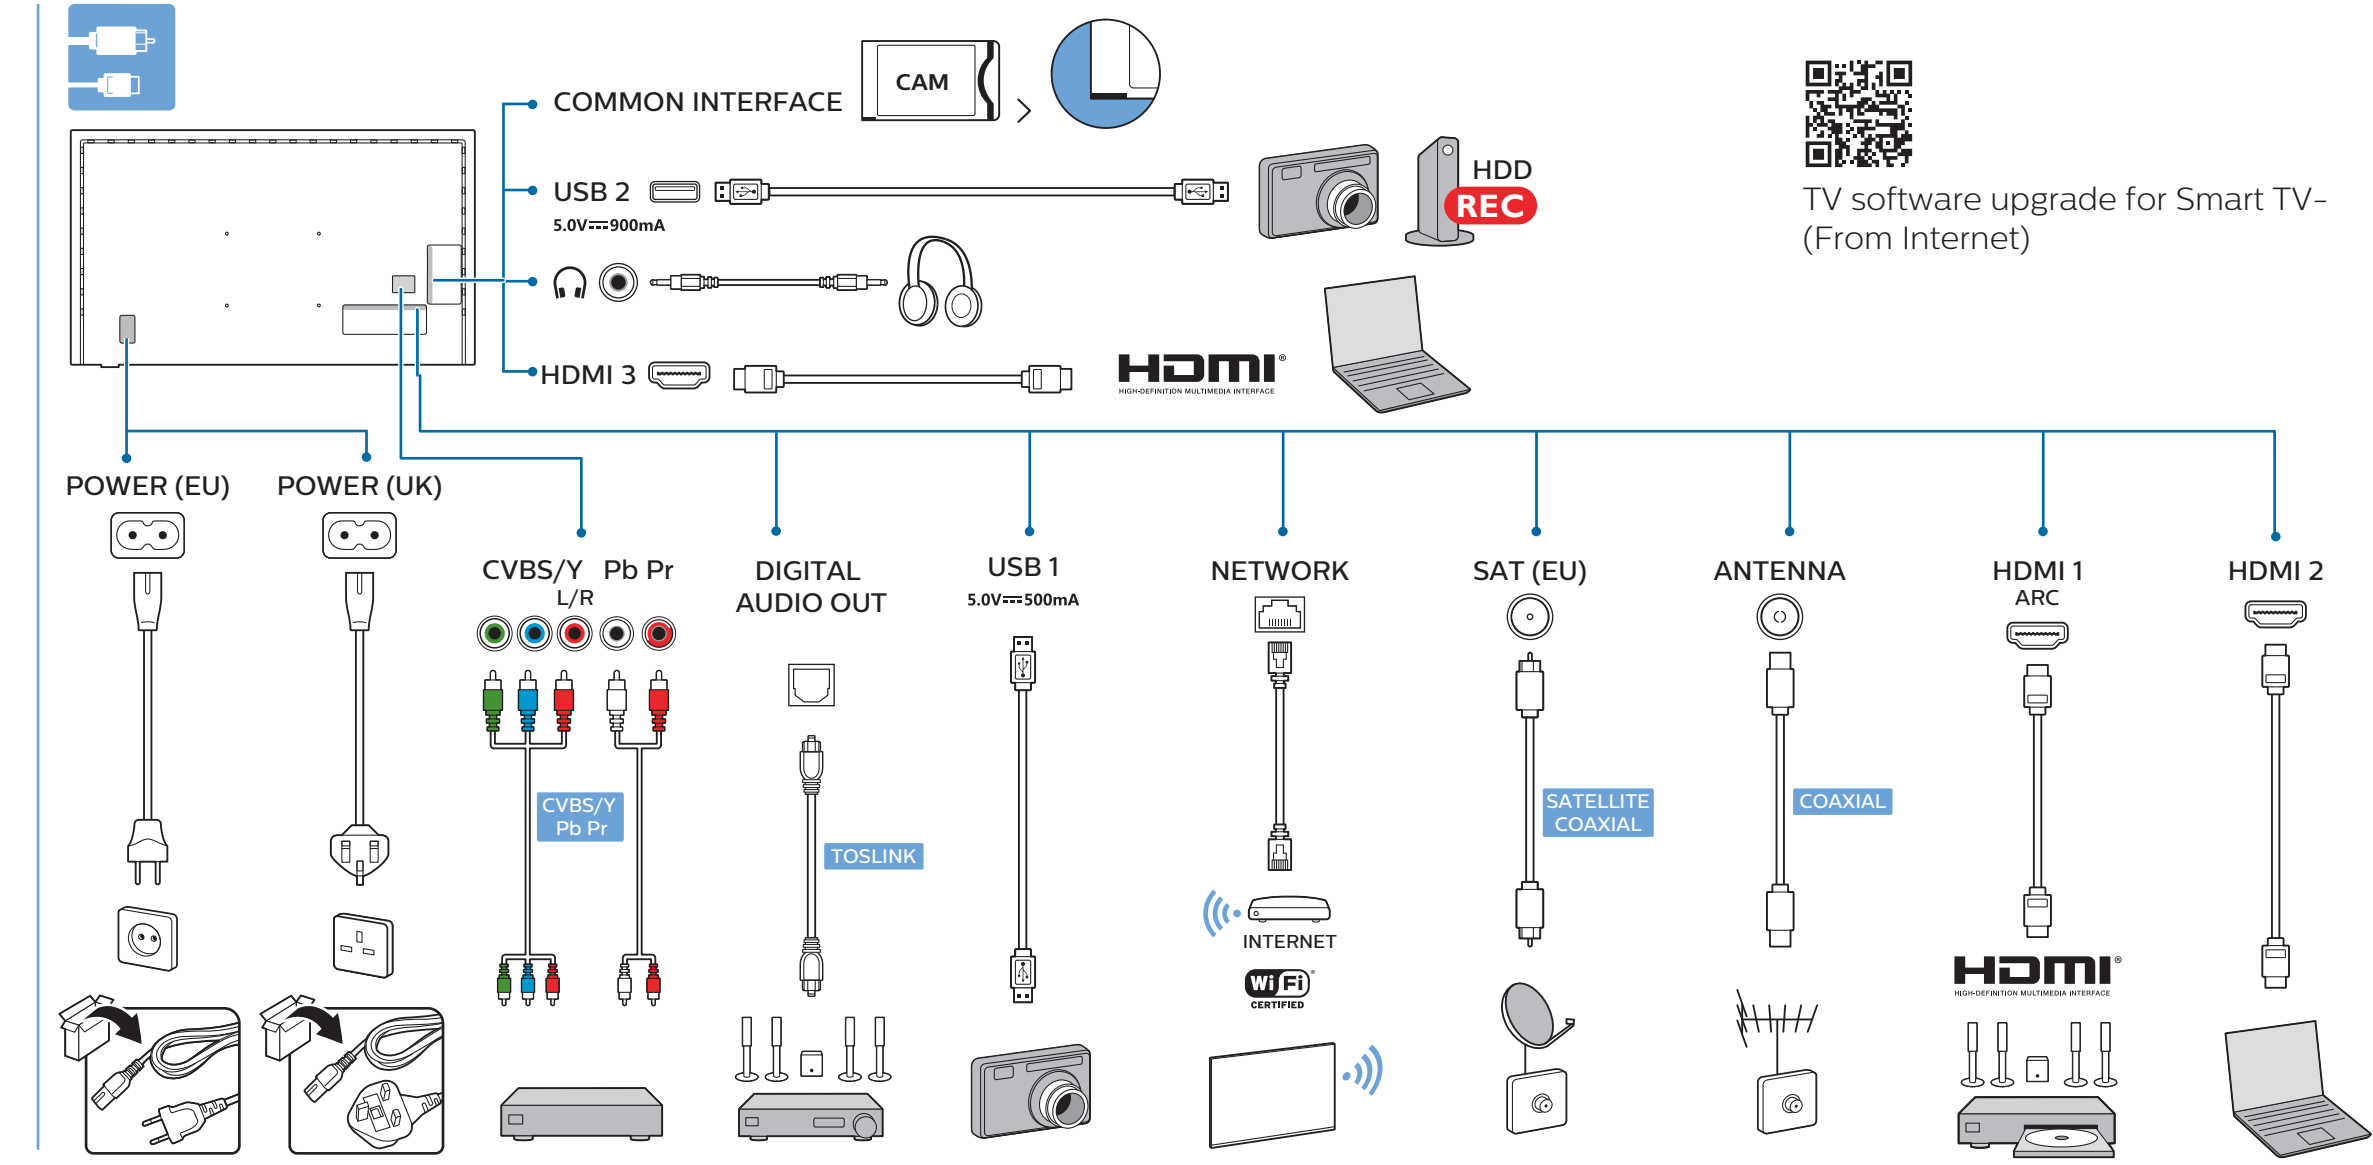 COMMON INTERFACE
CAM
USB 2
5.0V⎓900mA
HDD
REC
TV software upgrade for Smart TV-
(From Internet)
HDMI 3
HDMI®
HIGH-DEFINITION MULTIMEDIA INTERFACE
POWER (EU)
POWER (UK)
CVBS/Y Pb Pr
L/R
CVBS/Y
Pb Pr
DIGITAL
AUDIO OUT
TOSLINK
USB 1
5.0V⎓500mA
NETWORK
INTERNET
WiFi®
CERTIFIED
SAT (EU)
SATELLITE
COAXIAL
ANTENNA
COAXIAL
HDMI 1
ARC
HDMI®
HIGH-DEFINITION MULTIMEDIA INTERFACE
HDMI 2